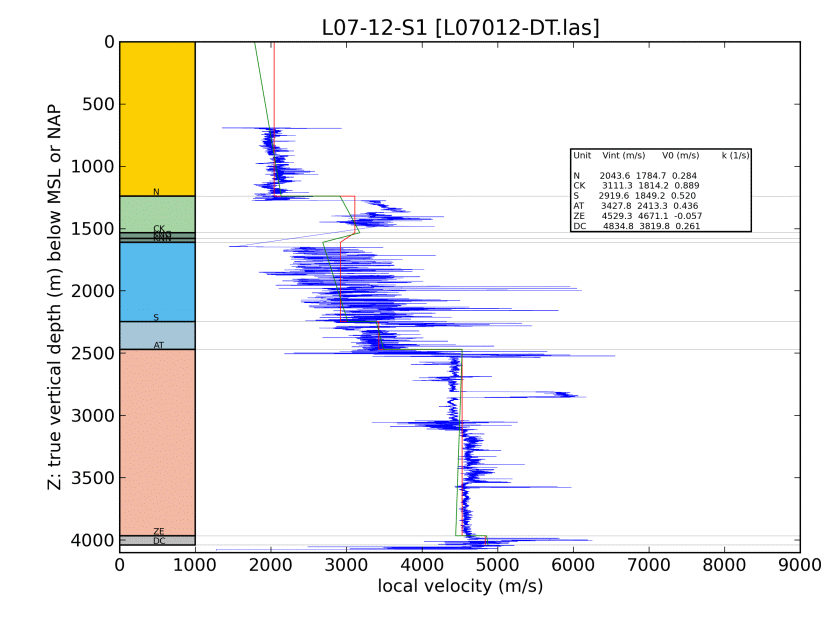 L07-12-S1 [L07012-DT.las]
Z: true vertical depth (m) below MSL or NAP
0
500
1000
1500
2000
2500
3000
3500
4000
N
CK
KNN
S
AT
ZE
DC
Unit Vint (m/s) V0 (m/s) k (1/s)
N 2043.6 1784.7 0.284
CK 3111.3 1814.2 0.889
S 2919.6 1849.2 0.520
AT 3427.8 2413.3 0.436
ZE 4529.3 4671.1 -0.057
DC 4834.8 3819.8 0.261
0 1000 2000 3000 4000 5000 6000 7000 8000 9000
local velocity (m/s)